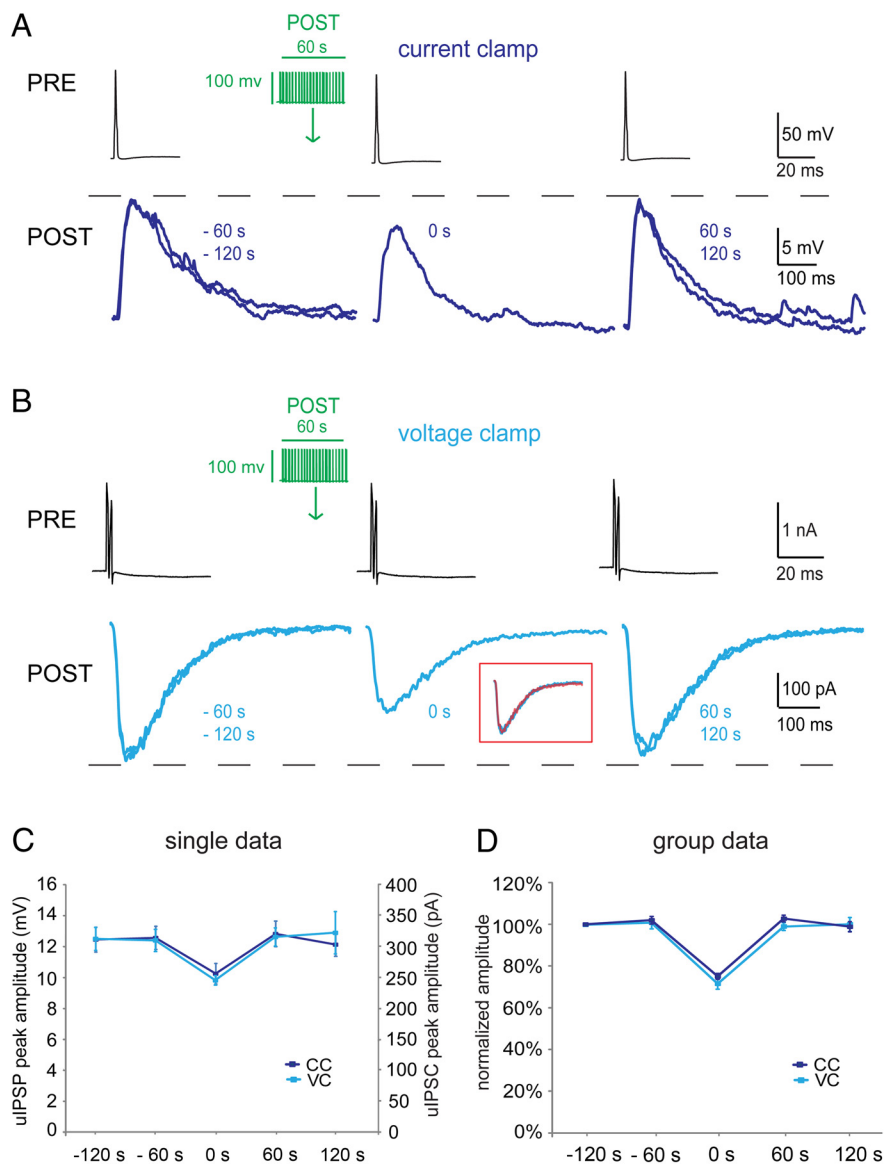 A
POST
60 s
current clamp
PRE
100 mv
50 mV
20 ms
POST
- 60 s
- 120 s
0 s
60 s
120 s
5 mV
100 ms
B
POST
60 s
voltage clamp
100 mv
PRE
1 nA
20 ms
POST
- 60 s
- 120 s
0 s
60 s
120 s
100 pA
100 ms
C
single data
uIPSP peak amplitude (mV)
16
14
12
10
8
6
4
2
0
400
350
300
250
200
150
100
50
0
uIPSC peak amplitude (pA)
CC
VC
-120 s
- 60 s
0 s
60 s
120 s
D
group data
normalized amplitude
120%
100%
80%
60%
40%
20%
0%
CC
VC
-120 s
- 60 s
0 s
60 s
120 s